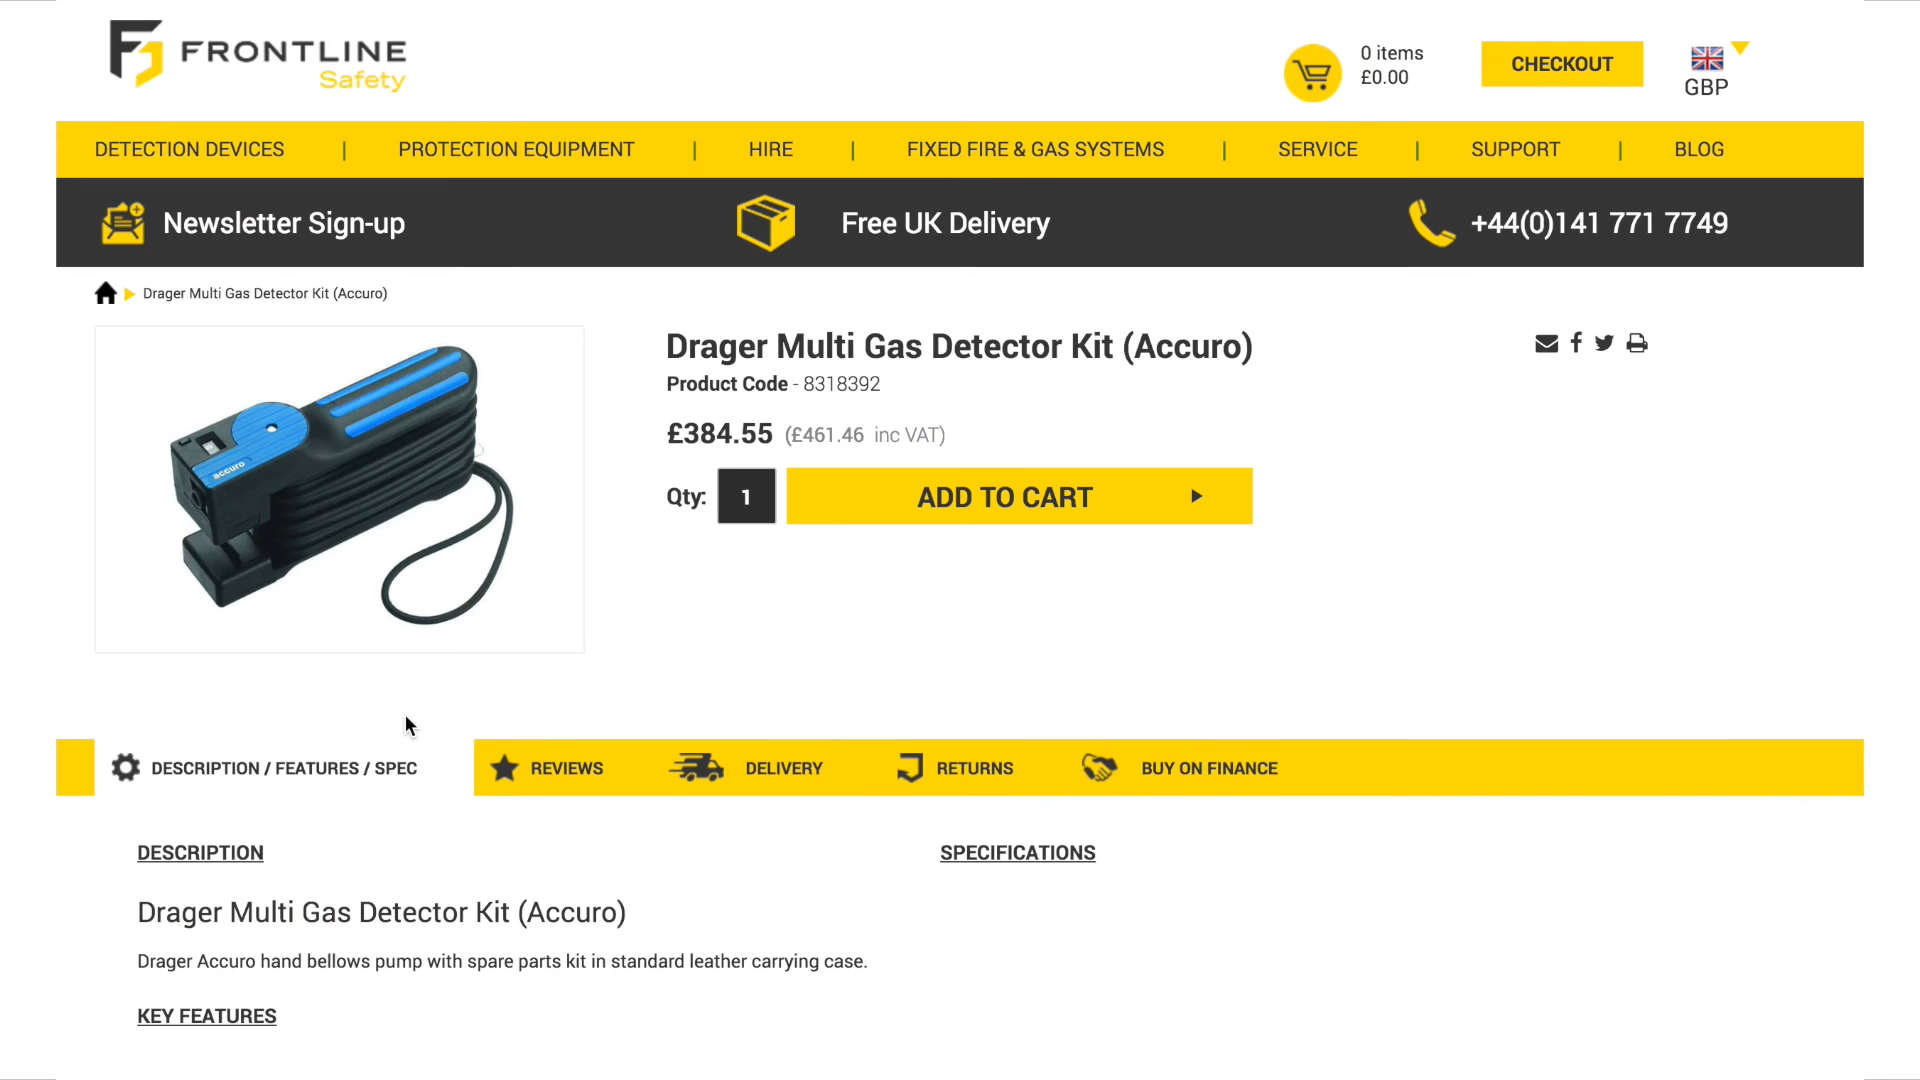 FRONTLINE
Safety
0 items
£0.00
CHECKOUT
GBP
DETECTION DEVICES | PROTECTION EQUIPMENT | HIRE | FIXED FIRE & GAS SYSTEMS | SERVICE | SUPPORT | BLOG
Newsletter Sign-up
Free UK Delivery
+44(0)141 771 7749
Drager Multi Gas Detector Kit (Accuro)
accuro
Drager Multi Gas Detector Kit (Accuro)
Product Code - 8318392
£384.55 (£461.46 inc VAT)
Qty: 1 ADD TO CART
DESCRIPTION / FEATURES / SPEC
REVIEWS
DELIVERY
RETURNS
BUY ON FINANCE
DESCRIPTION
Drager Multi Gas Detector Kit (Accuro)
Drager Accuro hand bellows pump with spare parts kit in standard leather carrying case.
KEY FEATURES
SPECIFICATIONS